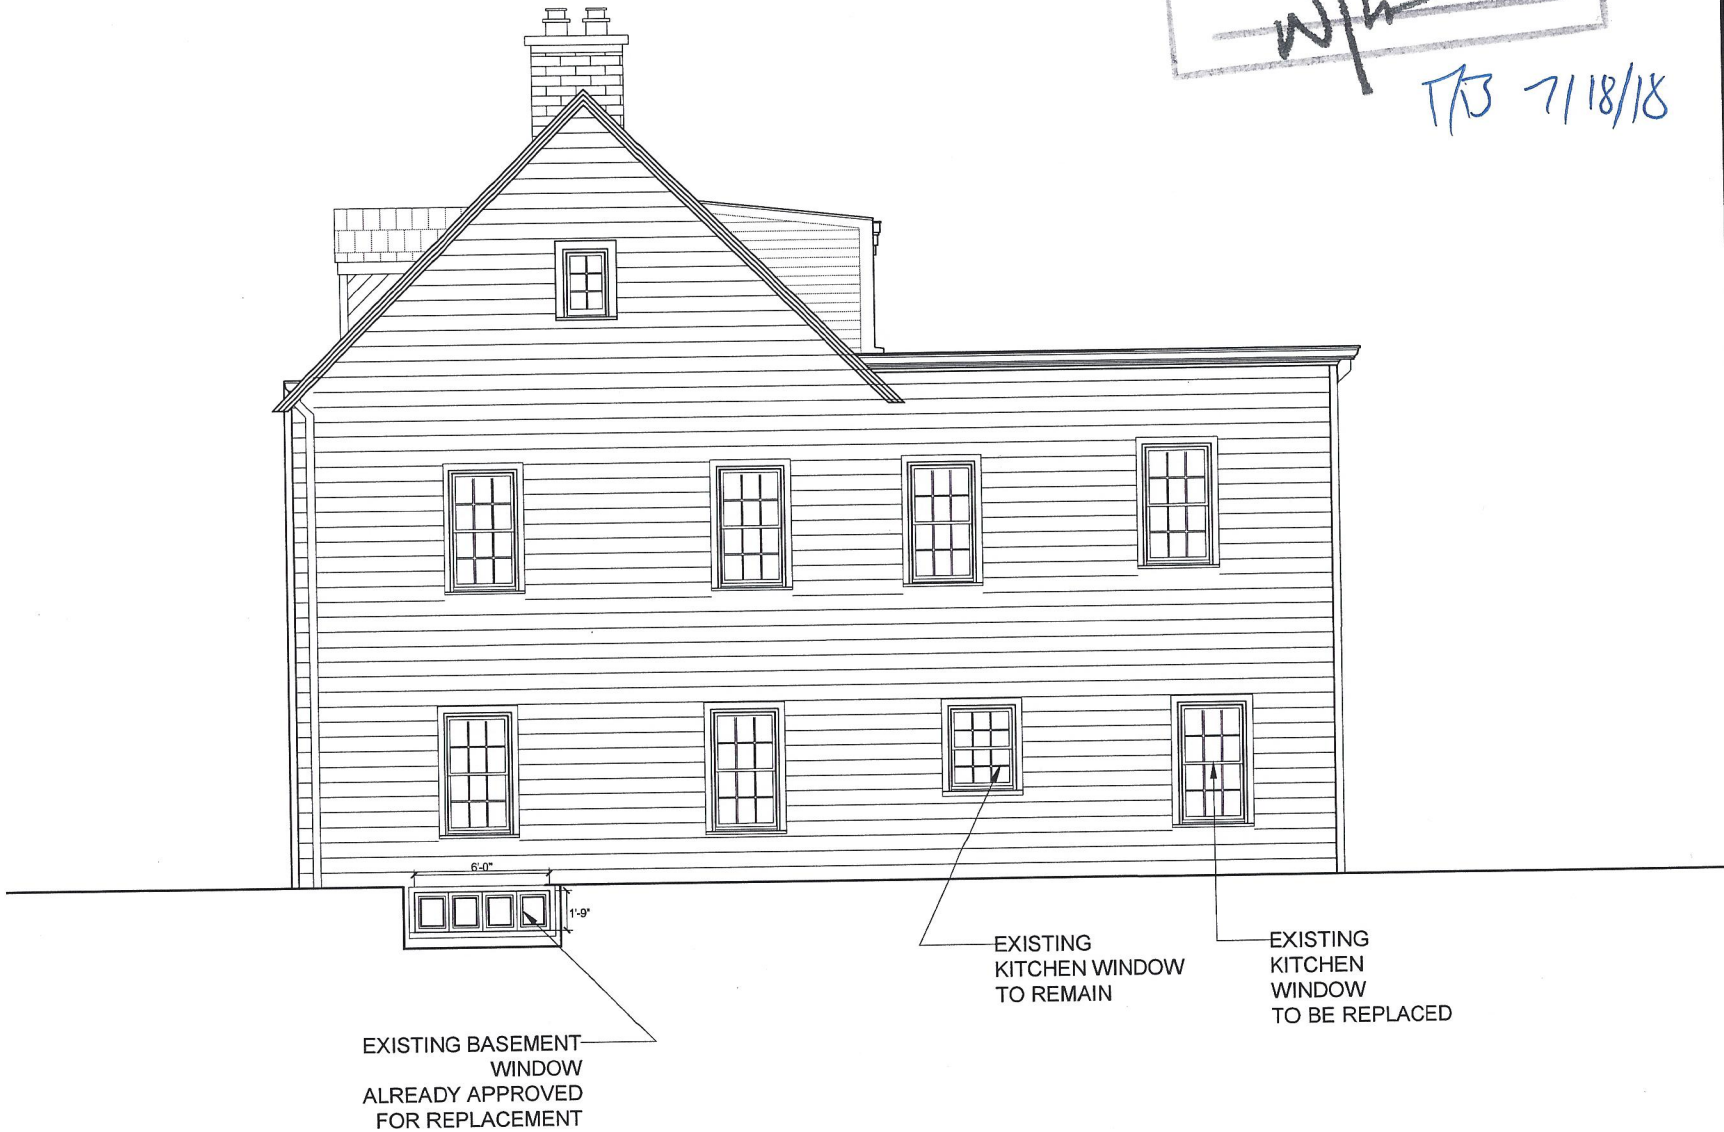 7/18/18
6'-0"
1'-9"
EXISTING
KITCHEN WINDOW
TO REMAIN
EXISTING
KITCHEN
WINDOW
TO BE REPLACED
EXISTING BASEMENT
WINDOW
ALREADY APPROVED
FOR REPLACEMENT